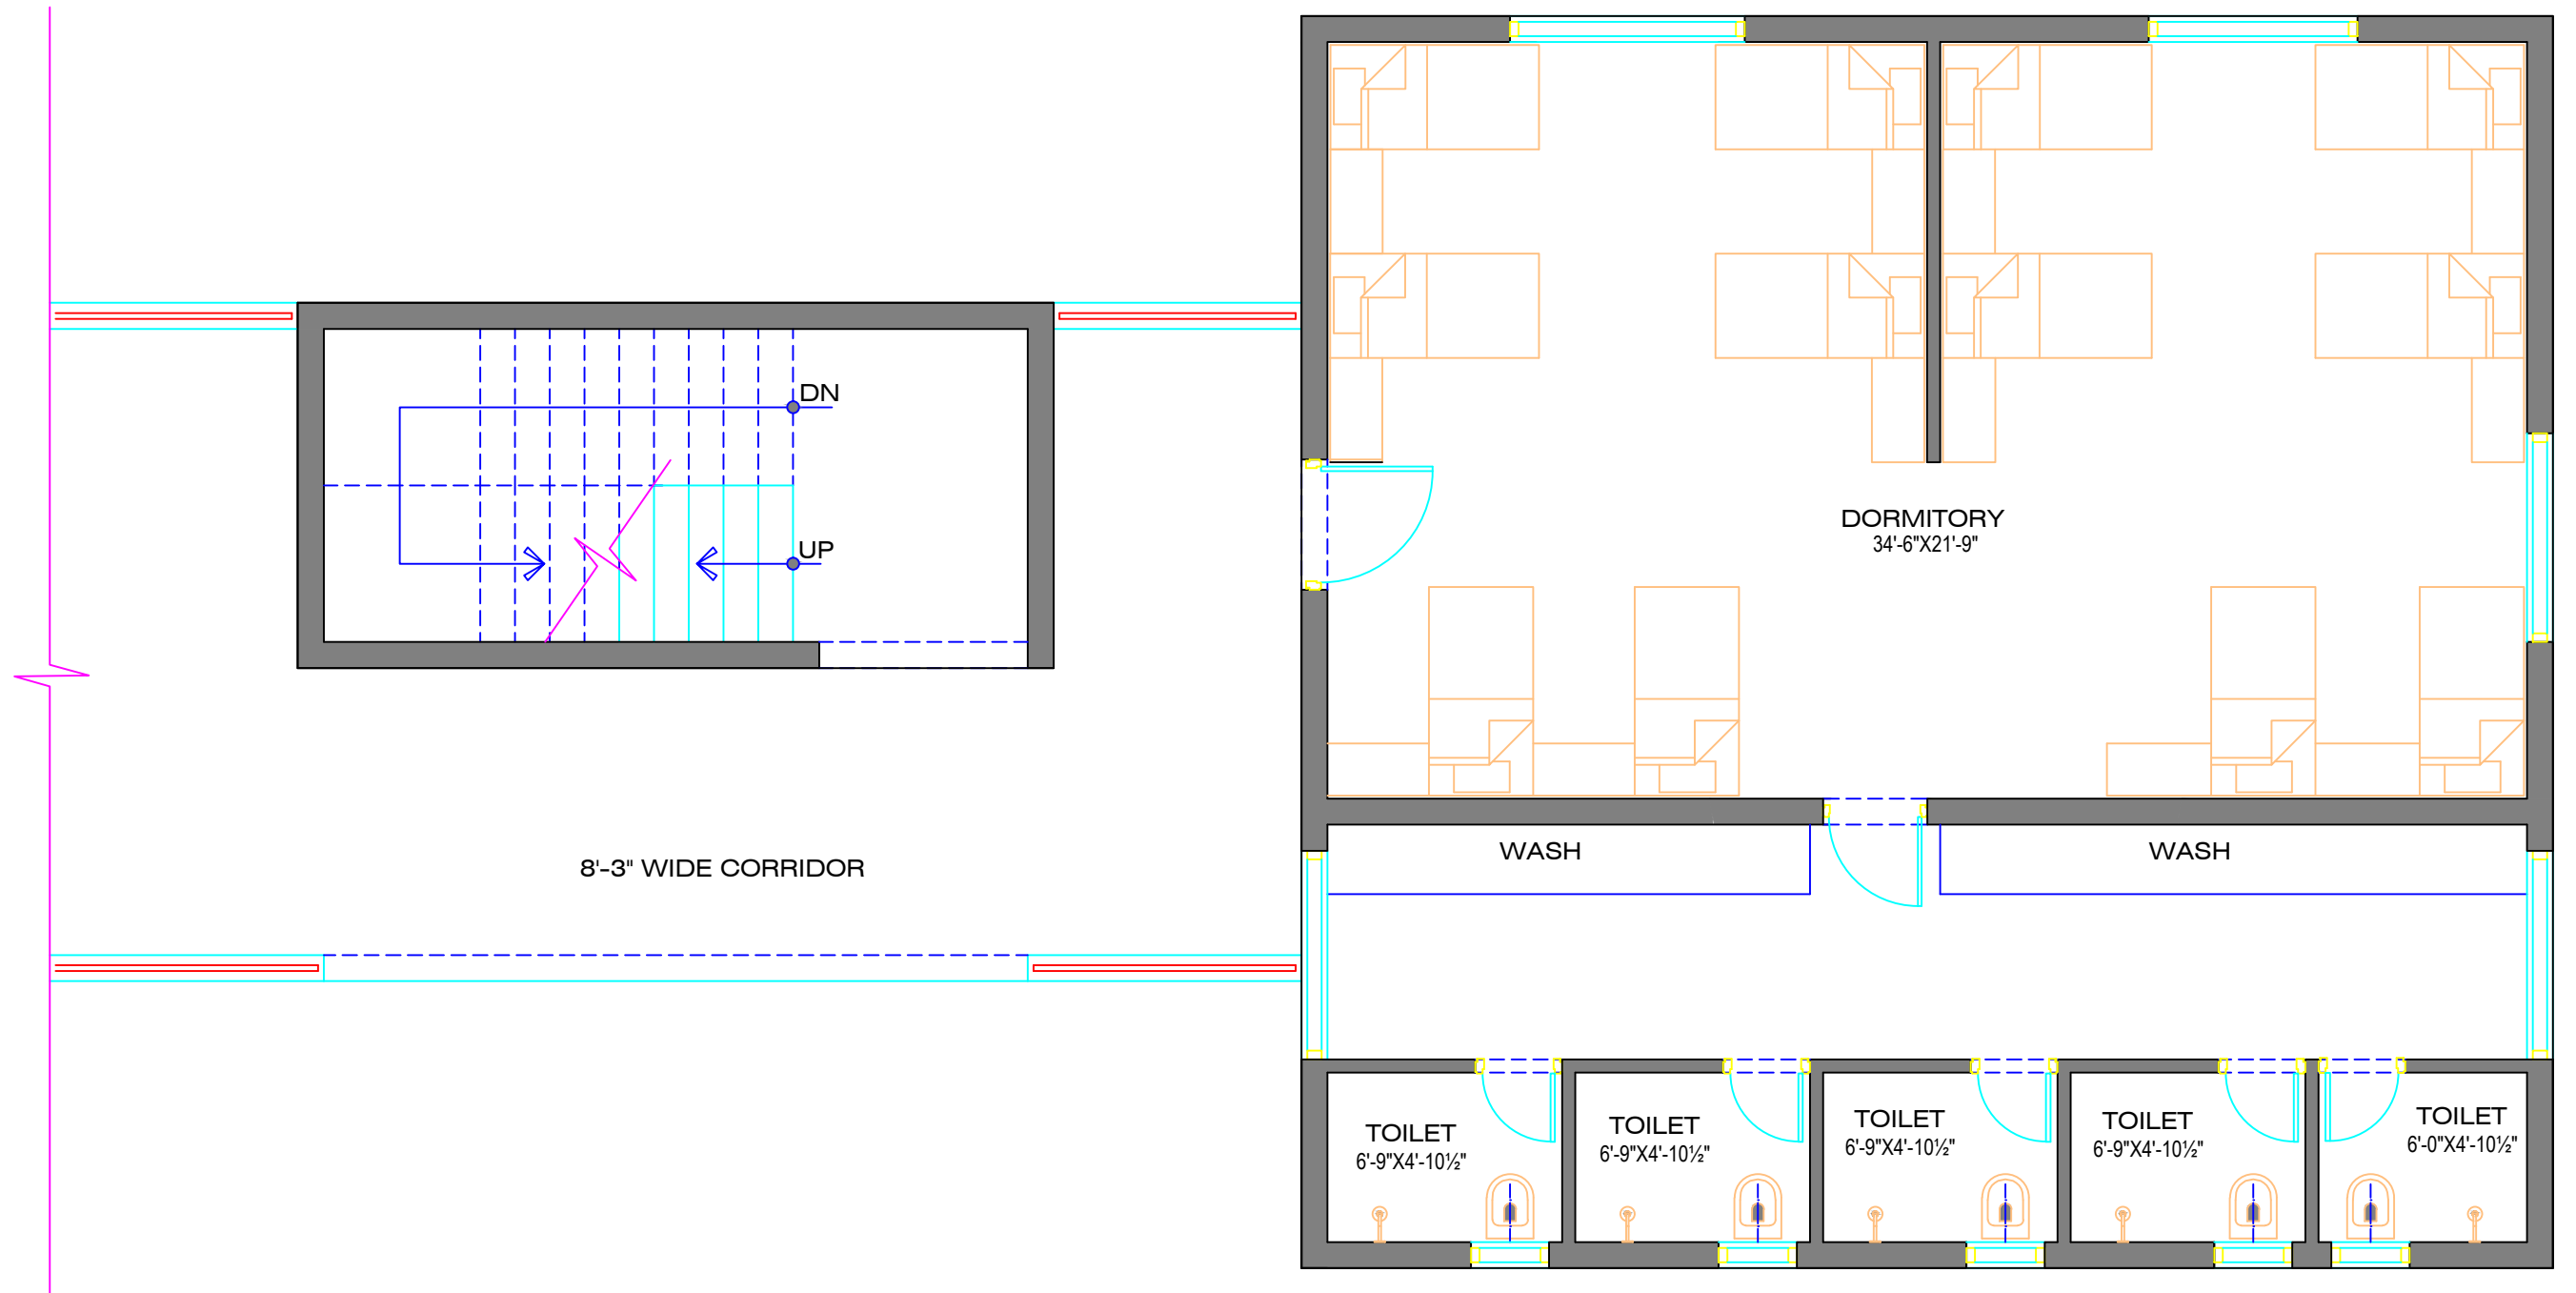 DN
UP
DORMITORY
34'-6"X21'-9"
8'-3" WIDE CORRIDOR
WASH
WASH
TOILET
6'-9"X4'-10½"
TOILET
6'-9"X4'-10½"
TOILET
6'-9"X4'-10½"
TOILET
6'-9"X4'-10½"
TOILET
6'-0"X4'-10½"